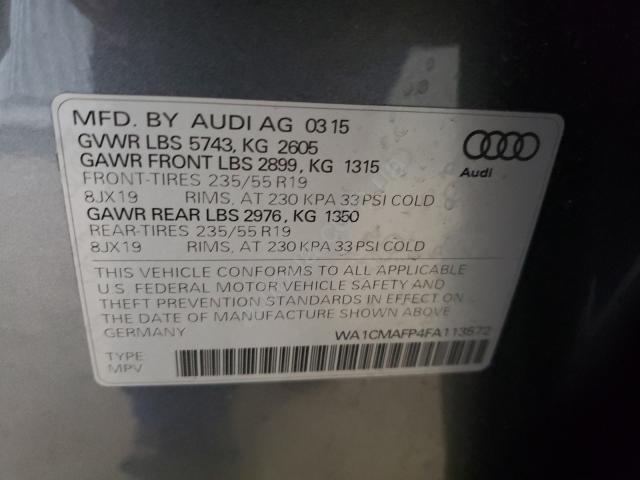 MFD. BY AUDI AG 03 15
GVWR LBS 5743, KG 2605
GAWR FRONT LBS 2899, KG 1315
FRONT-TIRES 235/55 R19
8JX19 RIMS, AT 230 KPA 33 PSI COLD
GAWR REAR LBS 2976, KG 1350
REAR-TIRES 235/55 R19
8JX19 RIMS, AT 230 KPA 33 PSI COLD
THIS VEHICLE CONFORMS TO ALL APPLICABLE
U.S. FEDERAL MOTOR VEHICLE SAFETY AND
THEFT PREVENTION STANDARDS IN EFFECT ON
THE DATE OF MANUFACTURE SHOWN ABOVE
GERMANY
WA1CMAFP4FA113672
TYPE
MPV
Audi